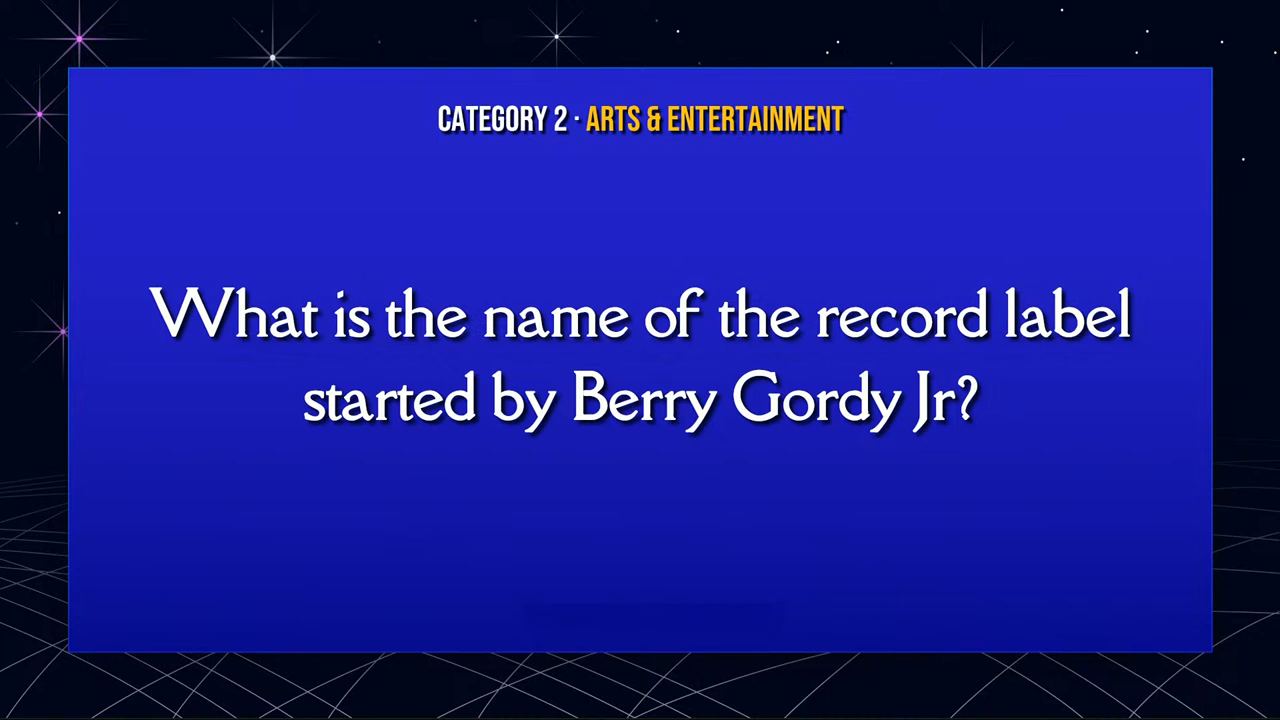 CATEGORY 2 · ARTS & ENTERTAINMENT
What is the name of the record label
started by Berry Gordy Jr?